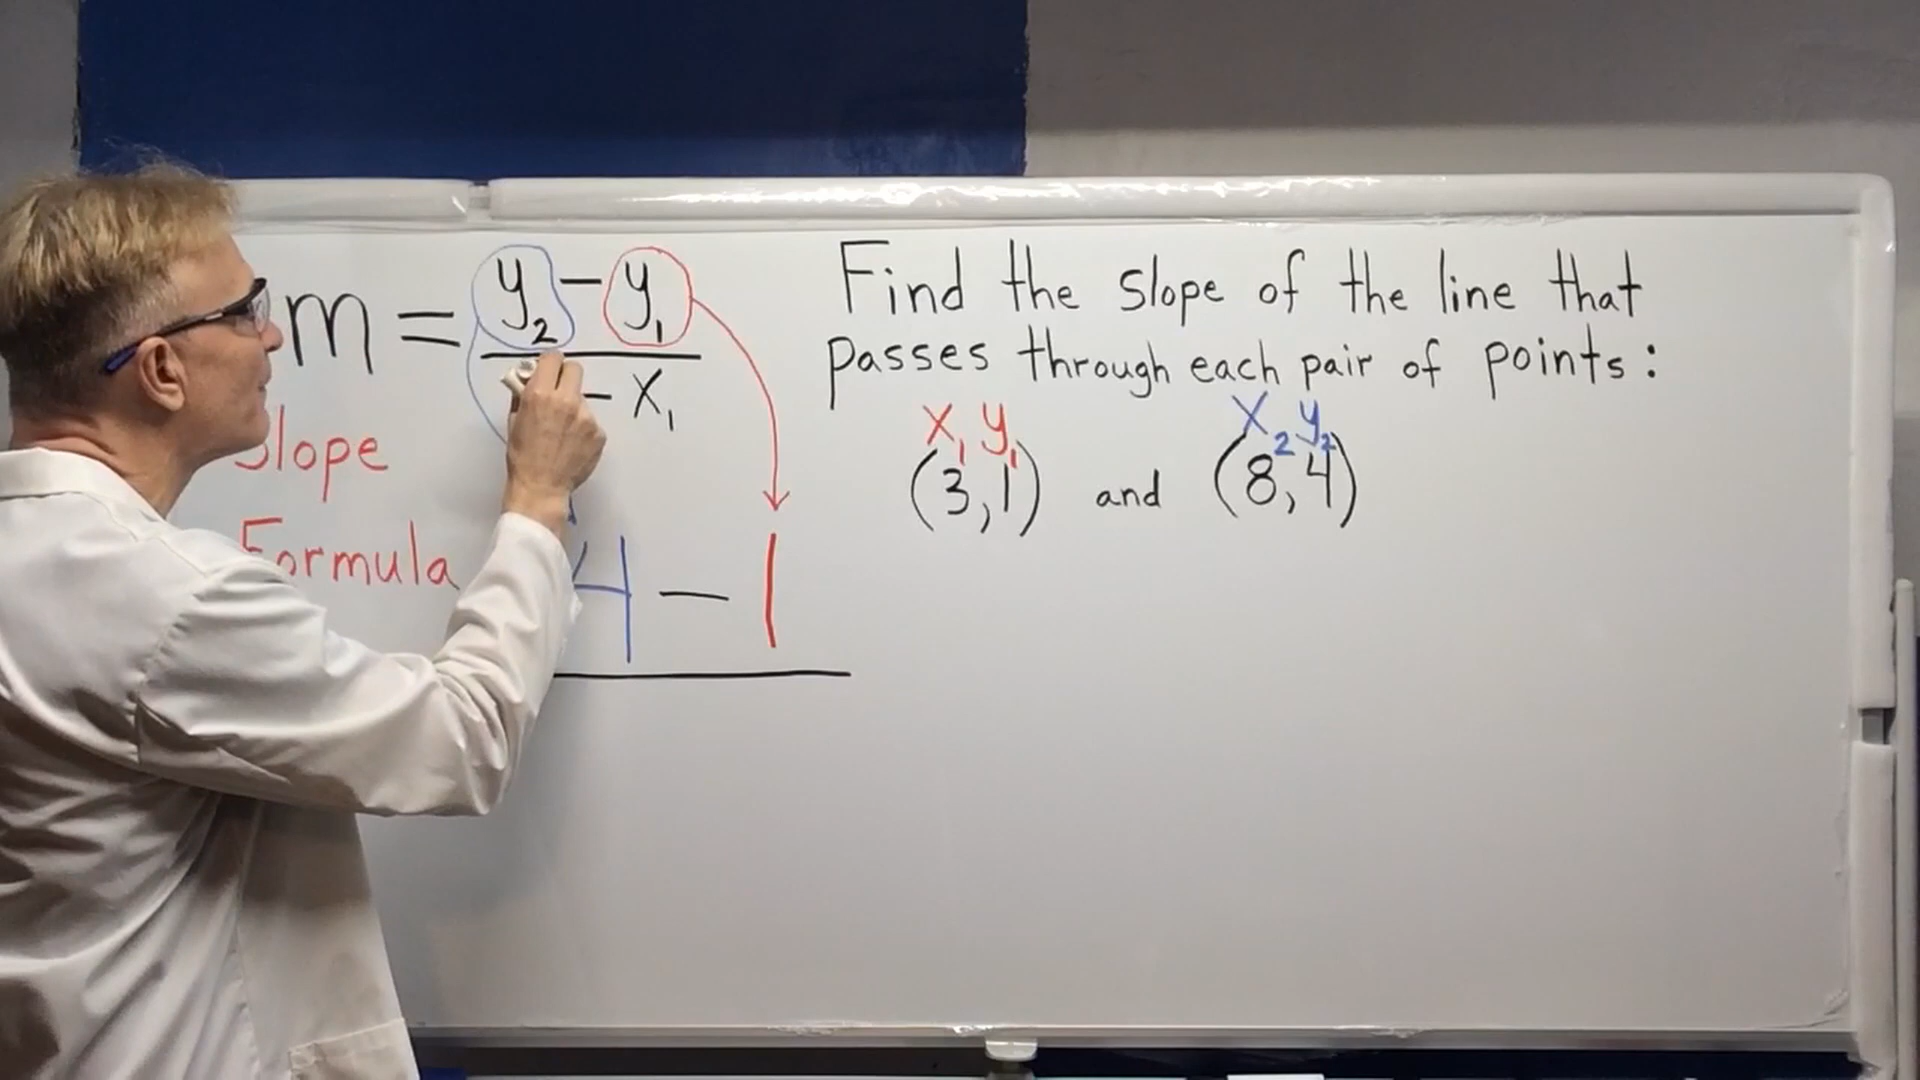 m = y₂ - y₁
- x₁
Slope
Formula
4 - 1
Find the slope of the line that
passes through each pair of points:
x₁ y₁ x₂ y₂
(3,1) and (8,4)